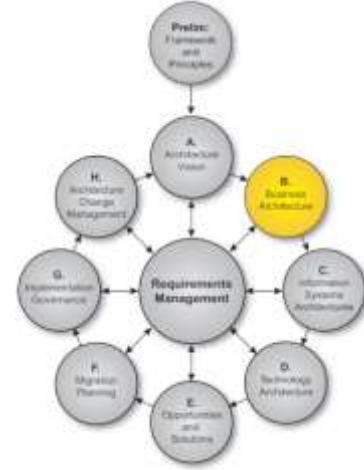 Prelim:
Framework
and
Principles
A.
Architecture
Vision
B.
Business
Architecture
C.
Information
Systems
Architectures
D.
Technology
Architecture
E.
Opportunities
and
Solutions
F.
Migration
Planning
G.
Implementation
Governance
H.
Architecture
Change
Management
Requirements
Management